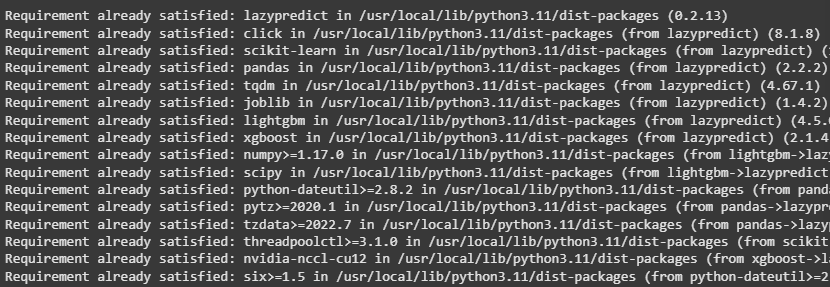 Requirement already satisfied: lazypredict in /usr/local/lib/python3.11/dist-packages (0.2.13)
Requirement already satisfied: click in /usr/local/lib/python3.11/dist-packages (from lazypredict) (8.1.8)
Requirement already satisfied: scikit-learn in /usr/local/lib/python3.11/dist-packages (from lazypredict) (
Requirement already satisfied: pandas in /usr/local/lib/python3.11/dist-packages (from lazypredict) (2.2.2)
Requirement already satisfied: tqdm in /usr/local/lib/python3.11/dist-packages (from lazypredict) (4.67.1)
Requirement already satisfied: joblib in /usr/local/lib/python3.11/dist-packages (from lazypredict) (1.4.2)
Requirement already satisfied: lightgbm in /usr/local/lib/python3.11/dist-packages (from lazypredict) (4.5.
Requirement already satisfied: xgboost in /usr/local/lib/python3.11/dist-packages (from lazypredict) (2.1.4
Requirement already satisfied: numpy>=1.17.0 in /usr/local/lib/python3.11/dist-packages (from lightgbm->lazy
Requirement already satisfied: scipy in /usr/local/lib/python3.11/dist-packages (from lightgbm->lazypredict
Requirement already satisfied: python-dateutil>=2.8.2 in /usr/local/lib/python3.11/dist-packages (from panda
Requirement already satisfied: pytz>=2020.1 in /usr/local/lib/python3.11/dist-packages (from pandas->lazypre
Requirement already satisfied: tzdata>=2022.7 in /usr/local/lib/python3.11/dist-packages (from pandas->lazyp
Requirement already satisfied: threadpoolctl>=3.1.0 in /usr/local/lib/python3.11/dist-packages (from scikit
Requirement already satisfied: nvidia-nccl-cu12 in /usr/local/lib/python3.11/dist-packages (from xgboost->l
Requirement already satisfied: six>=1.5 in /usr/local/lib/python3.11/dist-packages (from python-dateutil>=2